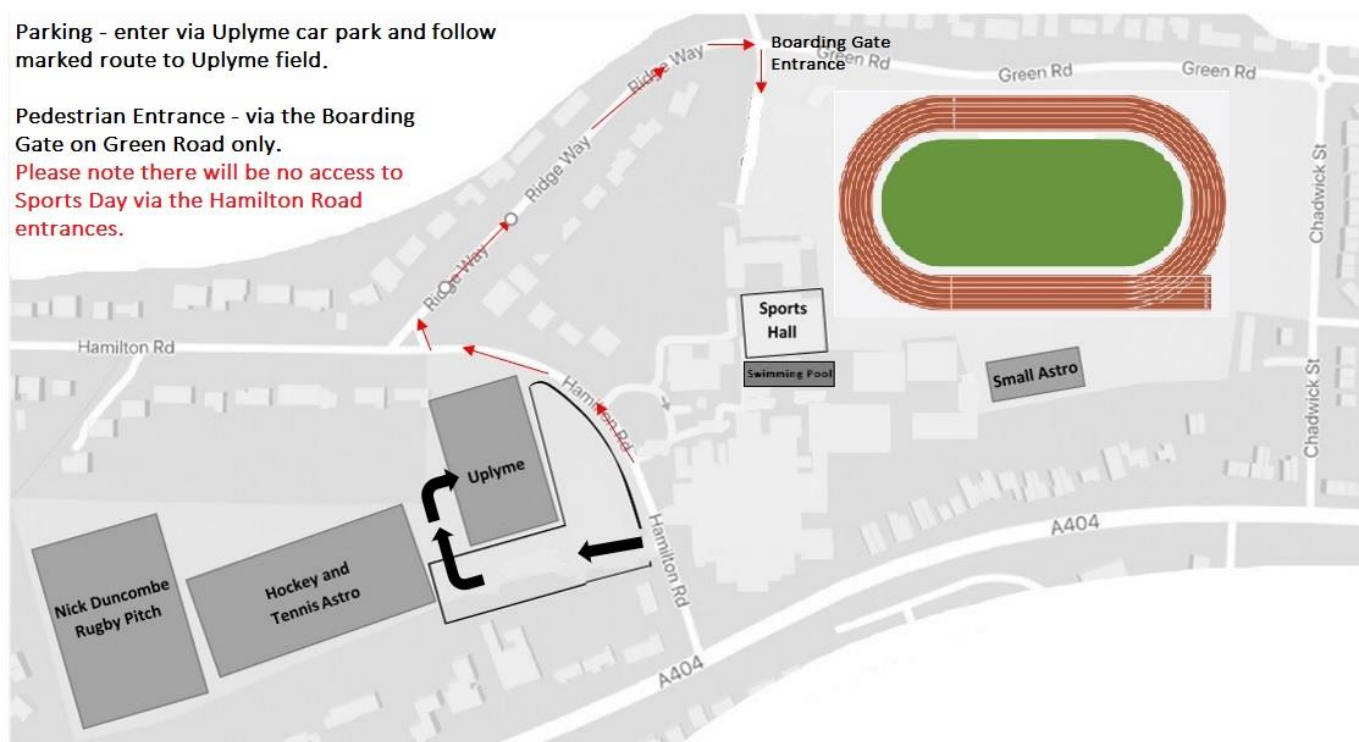 Parking - enter via Uplyme car park and follow
marked route to Uplyme field.
Pedestrian Entrance - via the Boarding
Gate on Green Road only.
Please note there will be no access to
Sports Day via the Hamilton Road
entrances.
Boarding Gate
Entrance
Ridge Way
Green Rd
Green Rd
Green Rd
Ridge Way
Ridge Way
Chadwick St
Hamilton Rd
Sports
Hall
Swimming Pool
Small Astro
Chadwick St
Hamilton Rd
Uplyme
Hamilton Rd
A404
Nick Duncombe
Rugby Pitch
Hockey and
Tennis Astro
A404